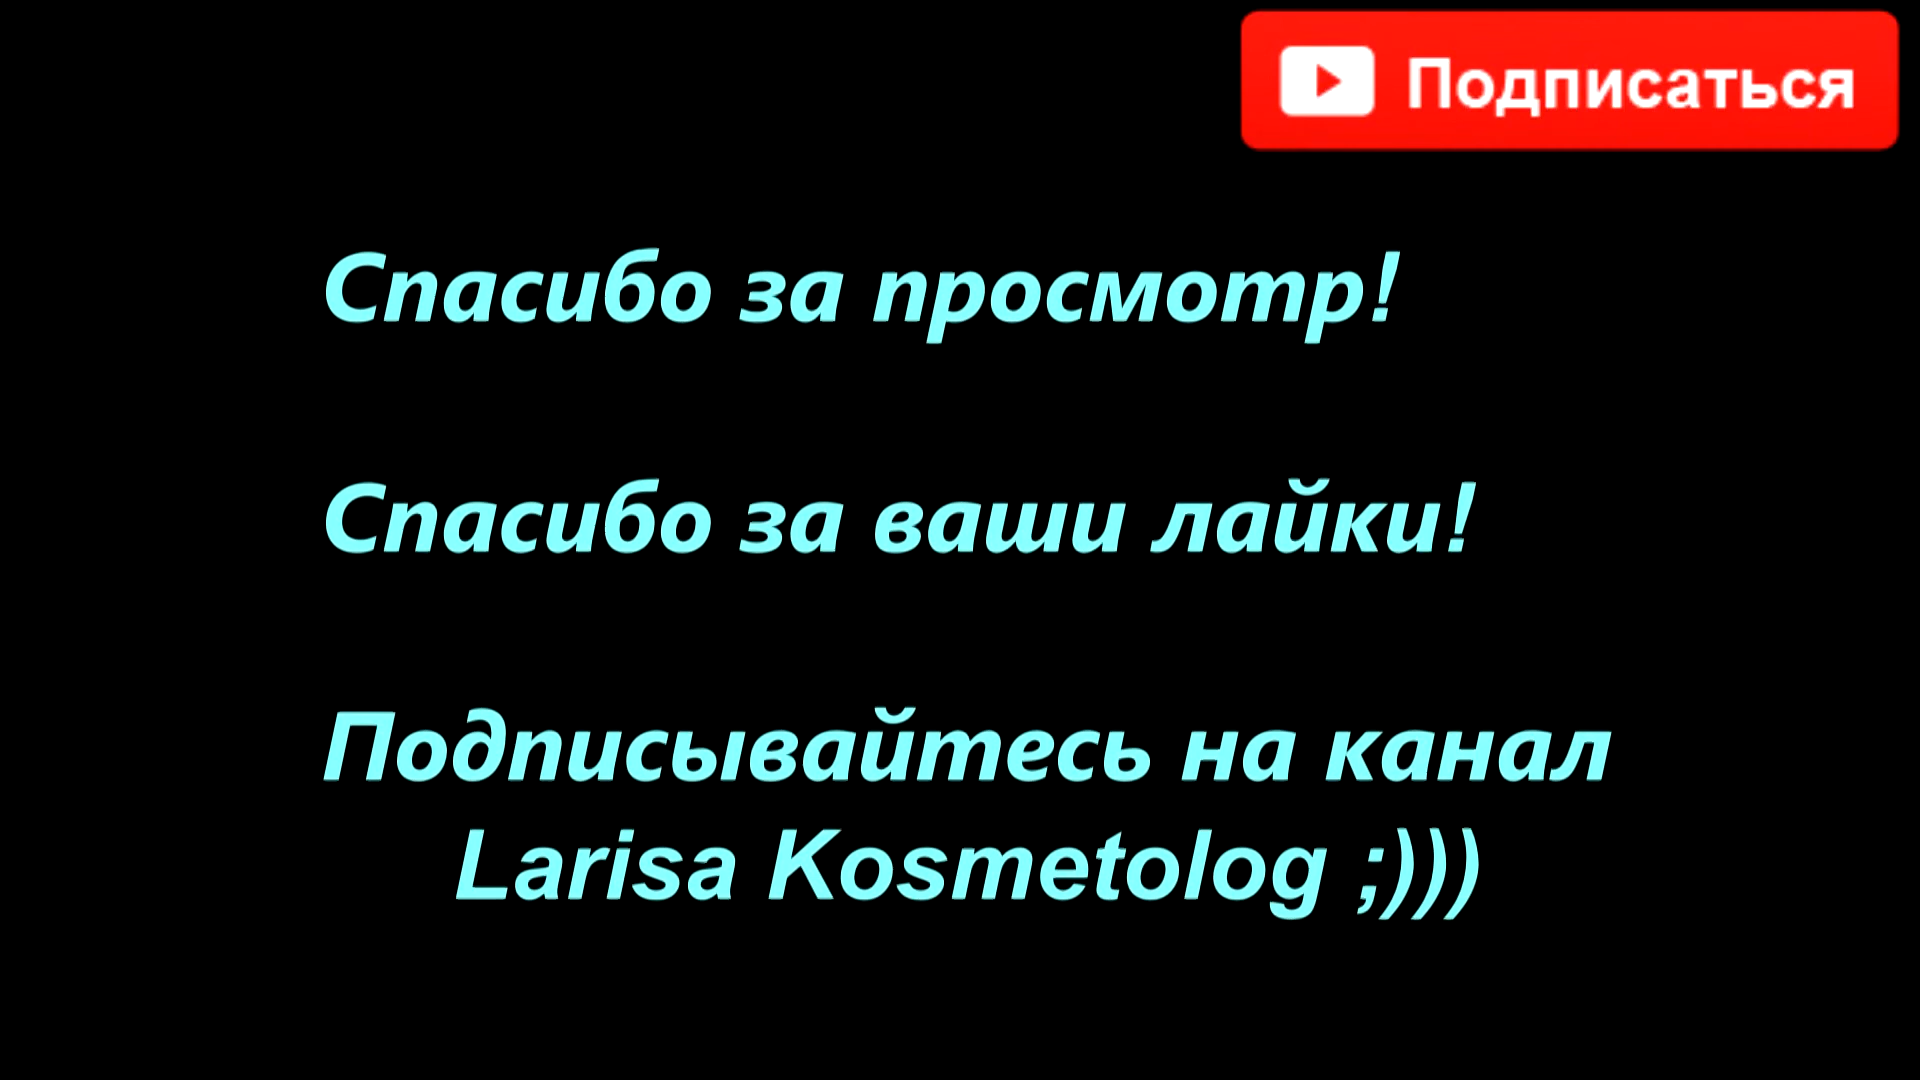 Подписаться
Спасибо за просмотр!
Спасибо за ваши лайки!
Подписывайтесь на канал
Larisa Kosmetolog ;)))